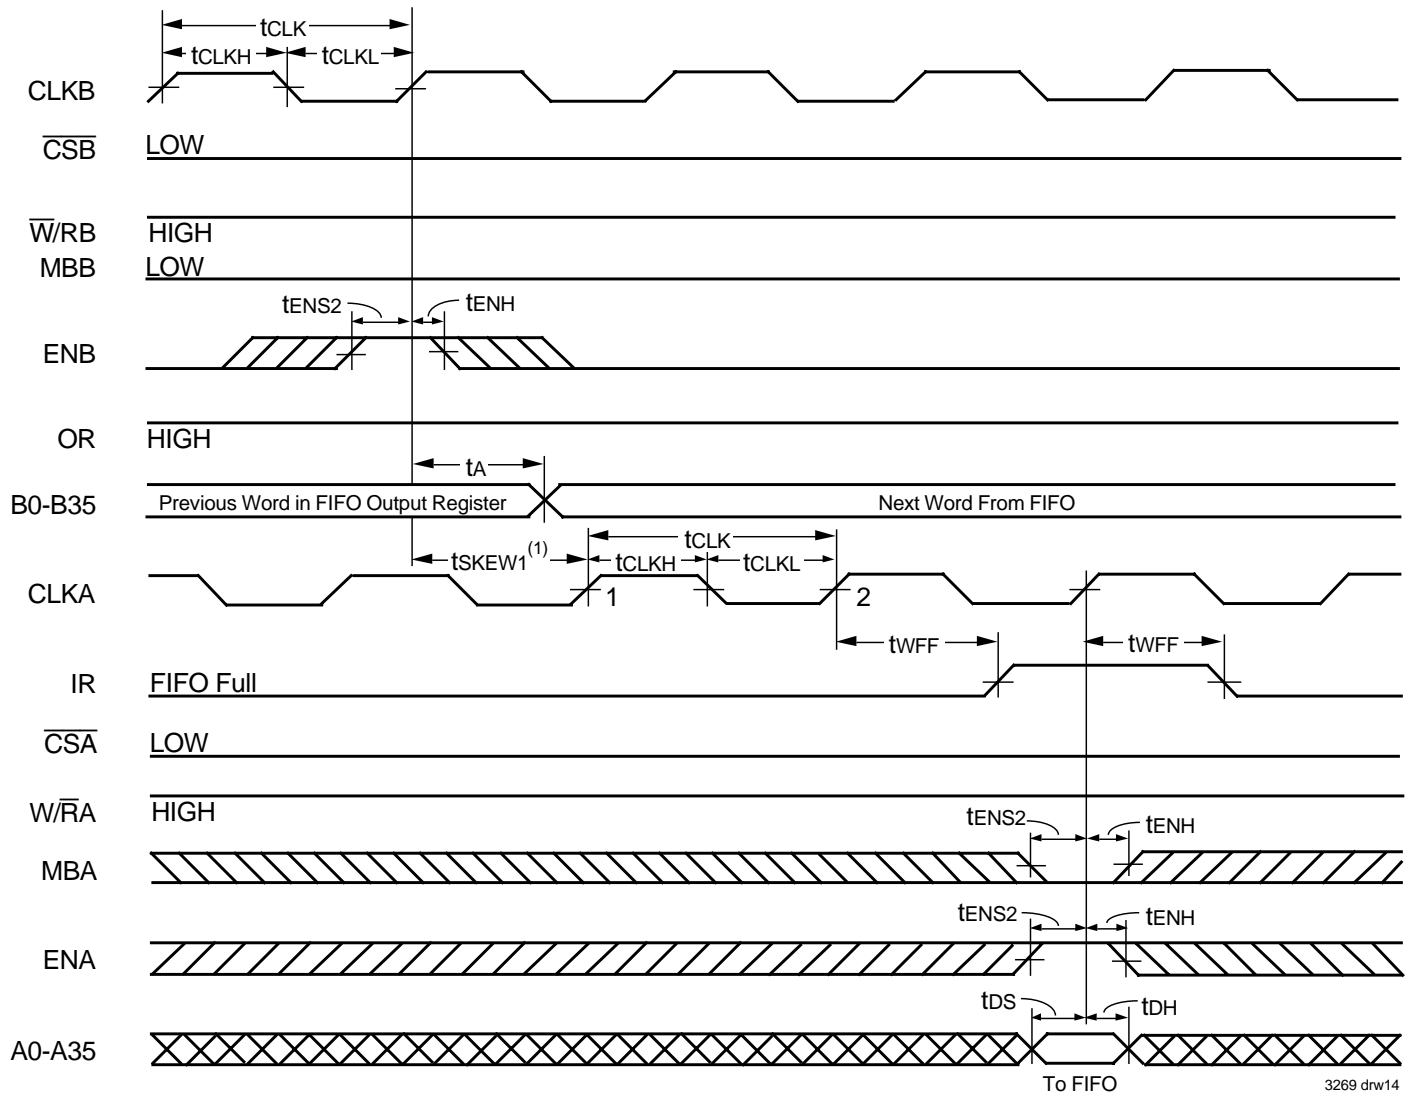 tCLK
tCLKH tCLKL
CLKB
CSB LOW
W/RB HIGH
MBB LOW
tENS2 tENH
ENB
OR HIGH
tA
B0-B35 Previous Word in FIFO Output Register Next Word From FIFO
tSKEW1(1) tCLK
tCLKH tCLKL
CLKA 1 2
tWFF tWFF
IR FIFO Full
CSA LOW
W/RA HIGH
tENS2 tENH
MBA
tENS2 tENH
ENA
tDS tDH
A0-A35
To FIFO
3269 drw14